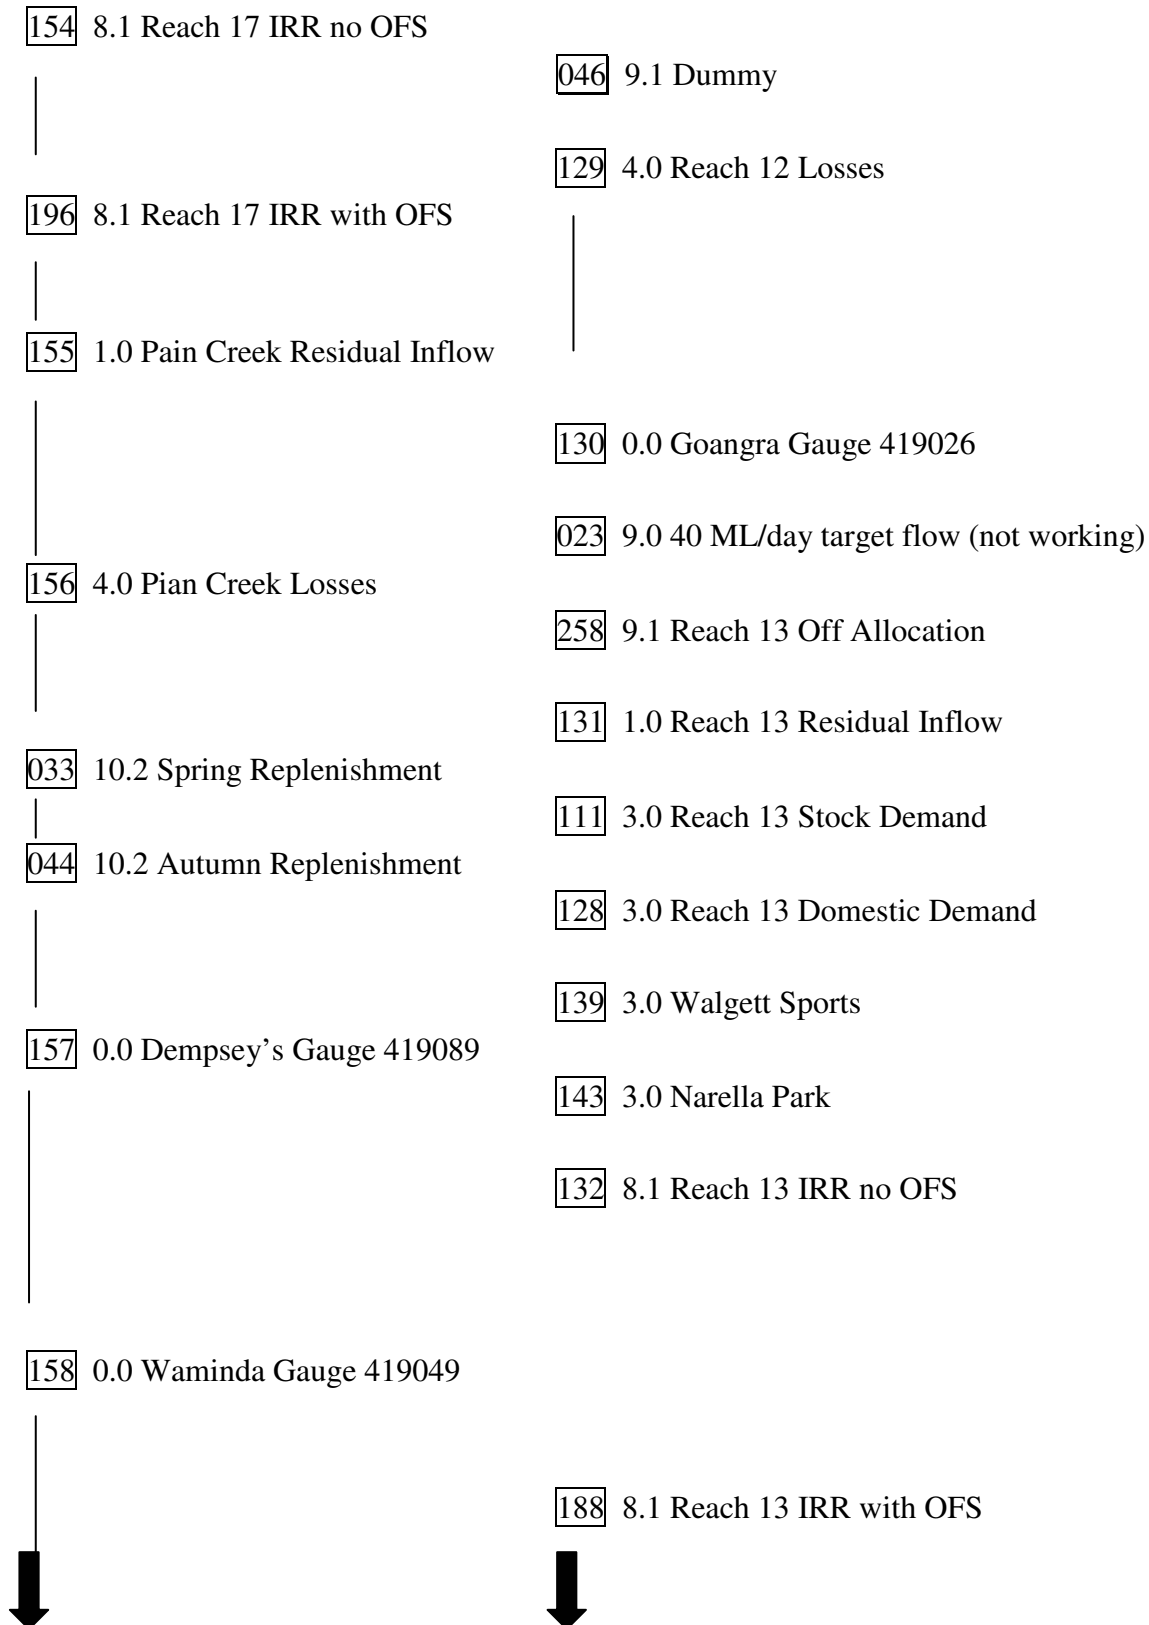 154 8.1 Reach 17 IRR no OFS
196 8.1 Reach 17 IRR with OFS
155 1.0 Pain Creek Residual Inflow
156 4.0 Pian Creek Losses
033 10.2 Spring Replenishment
044 10.2 Autumn Replenishment
157 0.0 Dempsey’s Gauge 419089
158 0.0 Waminda Gauge 419049
046 9.1 Dummy
129 4.0 Reach 12 Losses
130 0.0 Goangra Gauge 419026
023 9.0 40 ML/day target flow (not working)
258 9.1 Reach 13 Off Allocation
131 1.0 Reach 13 Residual Inflow
111 3.0 Reach 13 Stock Demand
128 3.0 Reach 13 Domestic Demand
139 3.0 Walgett Sports
143 3.0 Narella Park
132 8.1 Reach 13 IRR no OFS
188 8.1 Reach 13 IRR with OFS